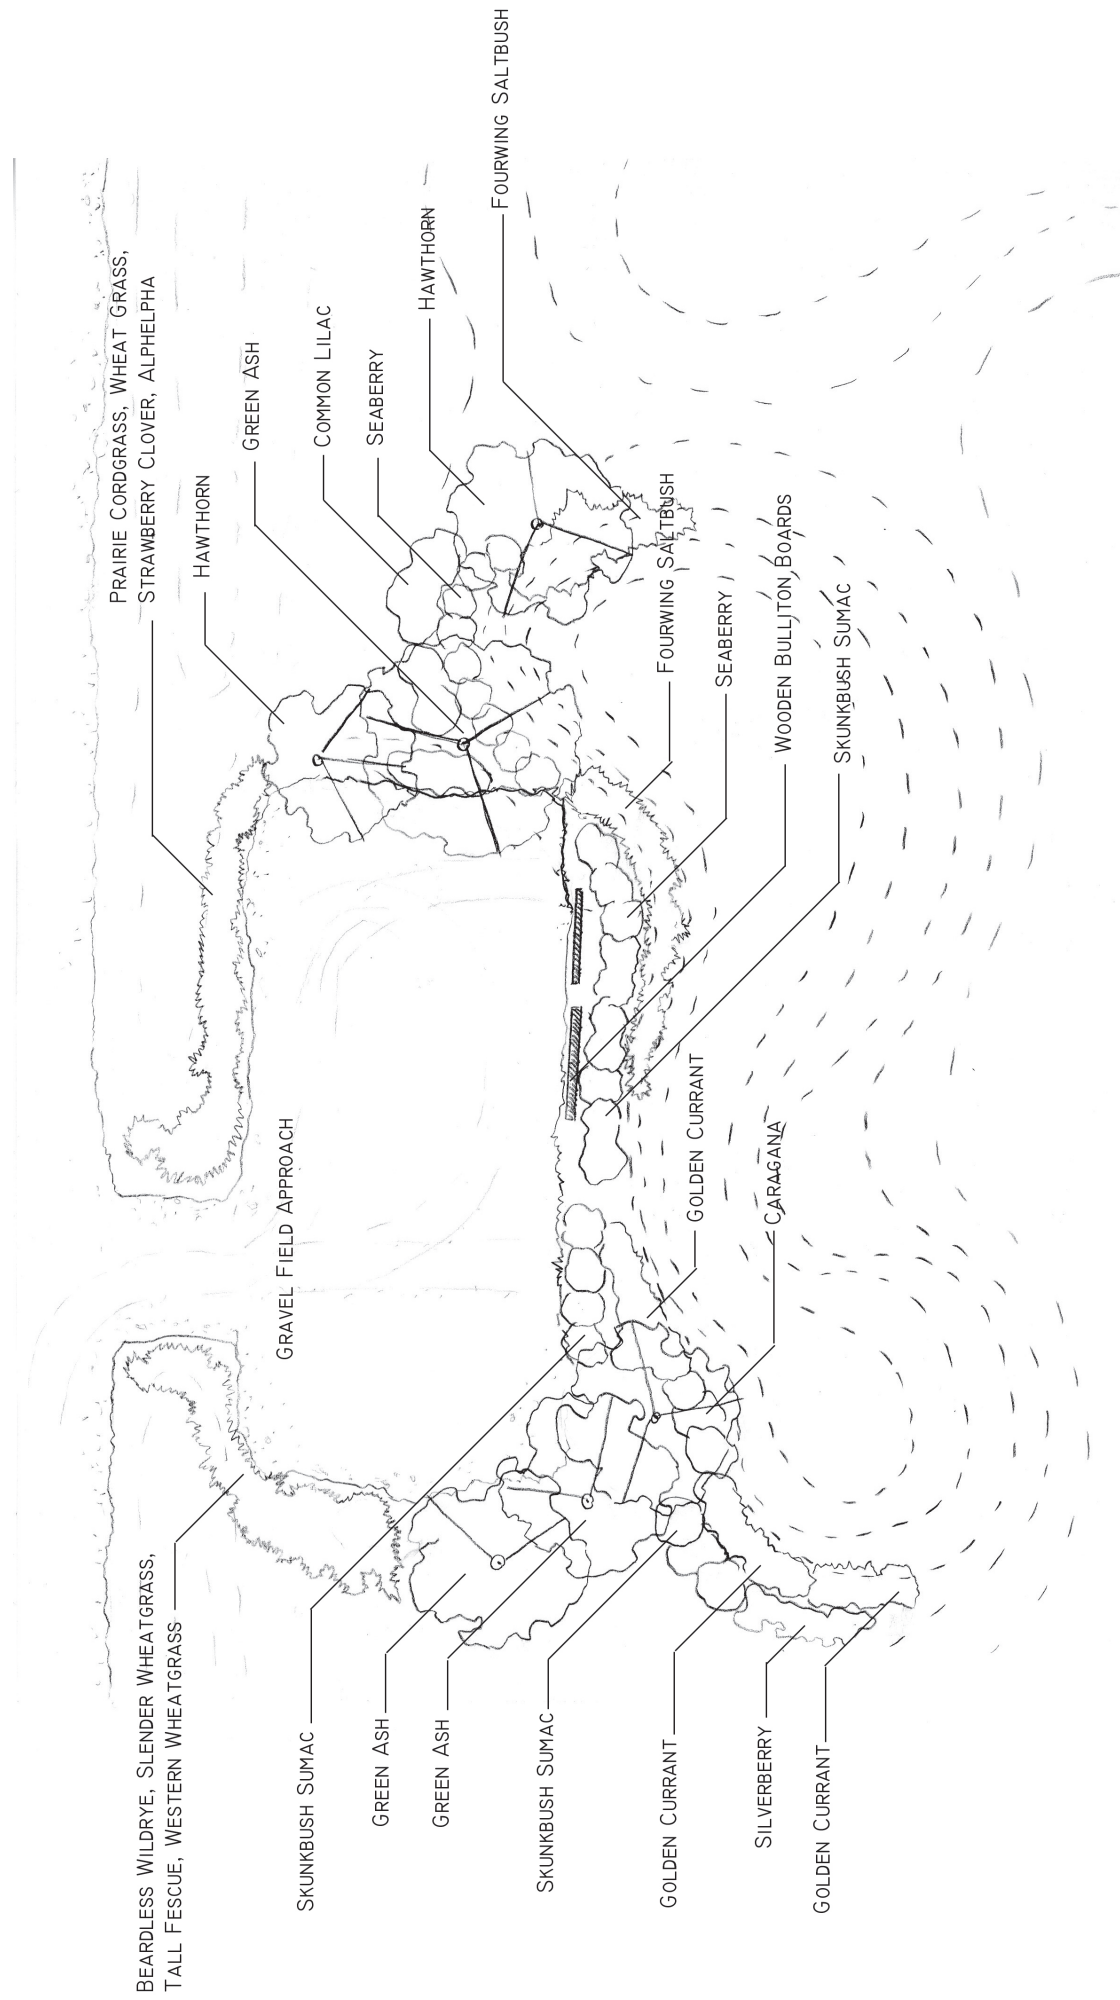 BEARDLESS WILDRYE, SLENDER WHEATGRASS,
TALL FESCUE, WESTERN WHEATGRASS
SKUNKBUSH SUMAC
GREEN ASH
GREEN ASH
SKUNKBUSH SUMAC
GOLDEN CURRANT
SILVERBERRY
GOLDEN CURRANT
GRAVEL FIELD APPROACH
GOLDEN CURRANT
CARAGANA
PRAIRIE CORDGRASS, WHEAT GRASS,
STRAWBERRY CLOVER, ALPHELPHA
HAWTHORN
GREEN ASH
COMMON LILAC
SEABERRY
HAWTHORN
FOURWING SALTBUSH
FOURWING SALTBUSH
SEABERRY
WOODEN BULLITON BOARDS
SKUNKBUSH SUMAC